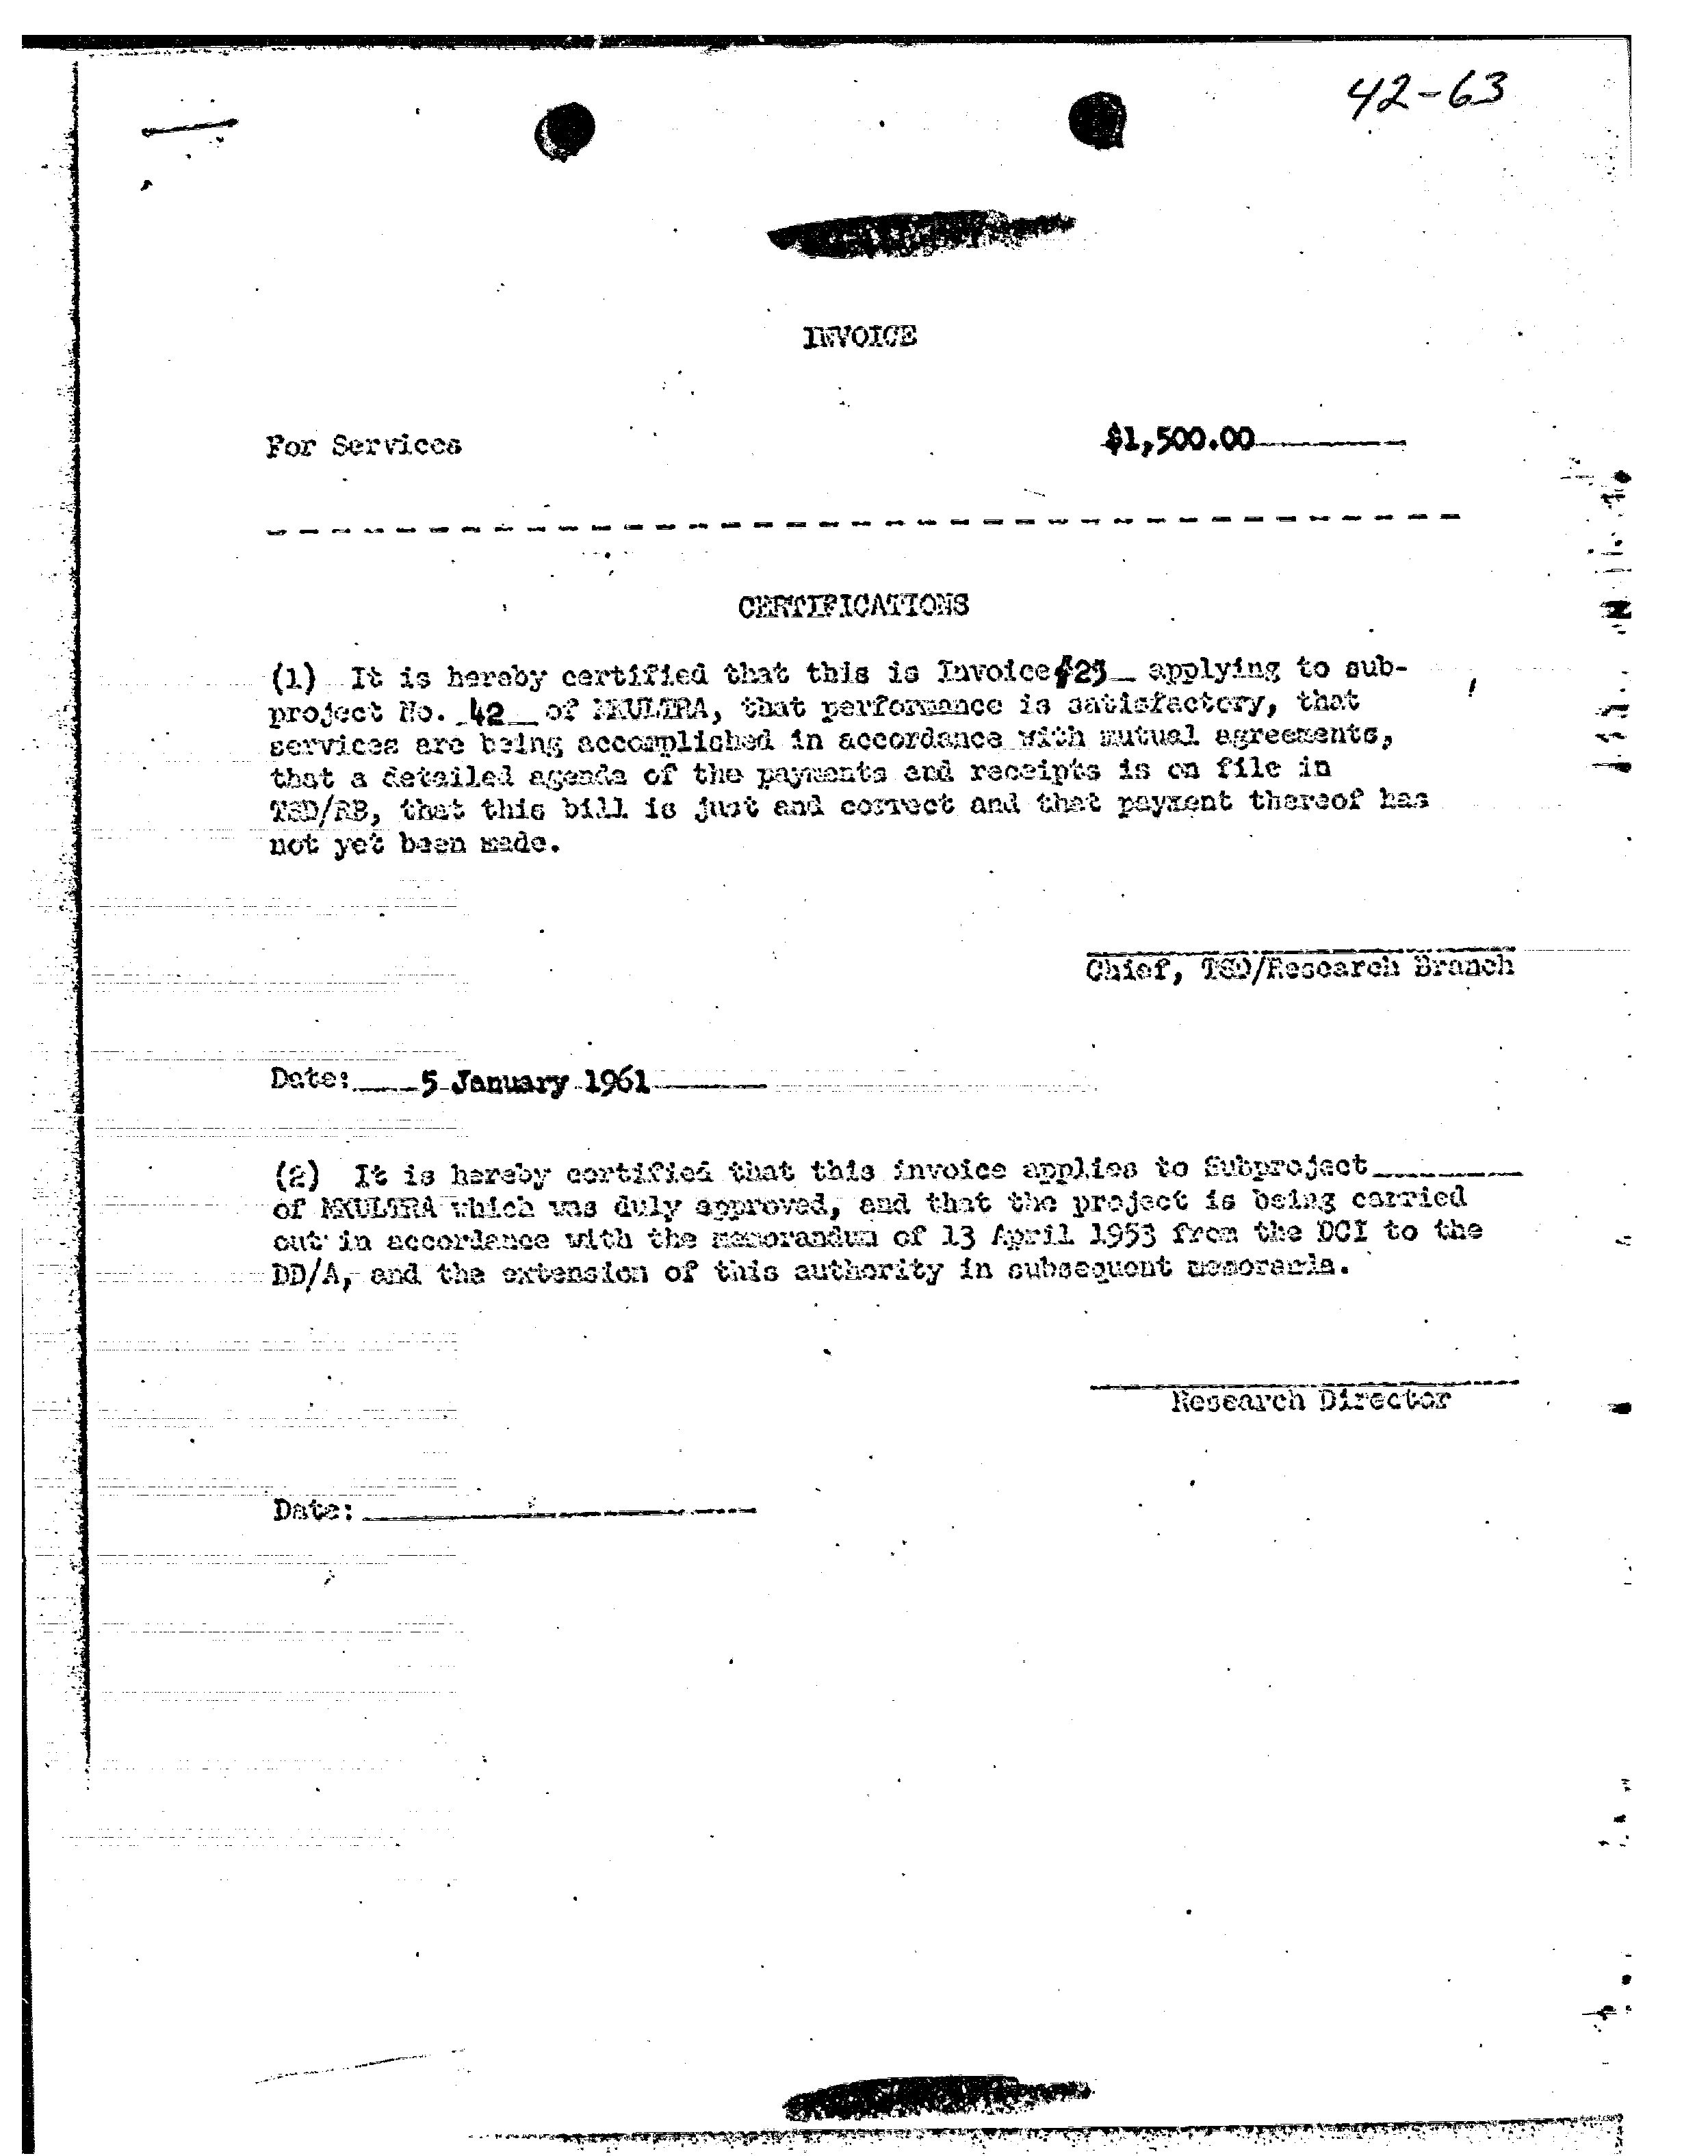 42-63
INVOICE
For Services $1,500.00
CERTIFICATIONS
(1) It is hereby certified that this is Invoice #23 applying to sub-
project No. 42 of MKULTRA, that performance is satisfactory, that
services are being accomplished in accordance with mutual agreements,
that a detailed agenda of the payments and receipts is on file in
TSD/RB, that this bill is just and correct and that payment thereof has
not yet been made.
Chief, TSD/Research Branch
Date: 5 January 1961
(2) It is hereby certified that this invoice applies to Subproject
of MKULTRA which was duly approved, and that the project is being carried
out in accordance with the memorandum of 13 April 1953 from the DCI to the
DD/A, and the extension of this authority in subsequent memoranda.
Research Director
Date: